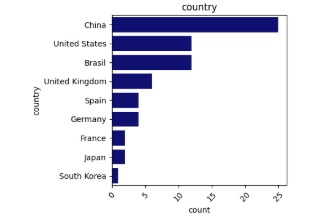 country
China
United States
Brasil
United Kingdom
Spain
Germany
France
Japan
South Korea
country
0 5 10 15 20 25
count